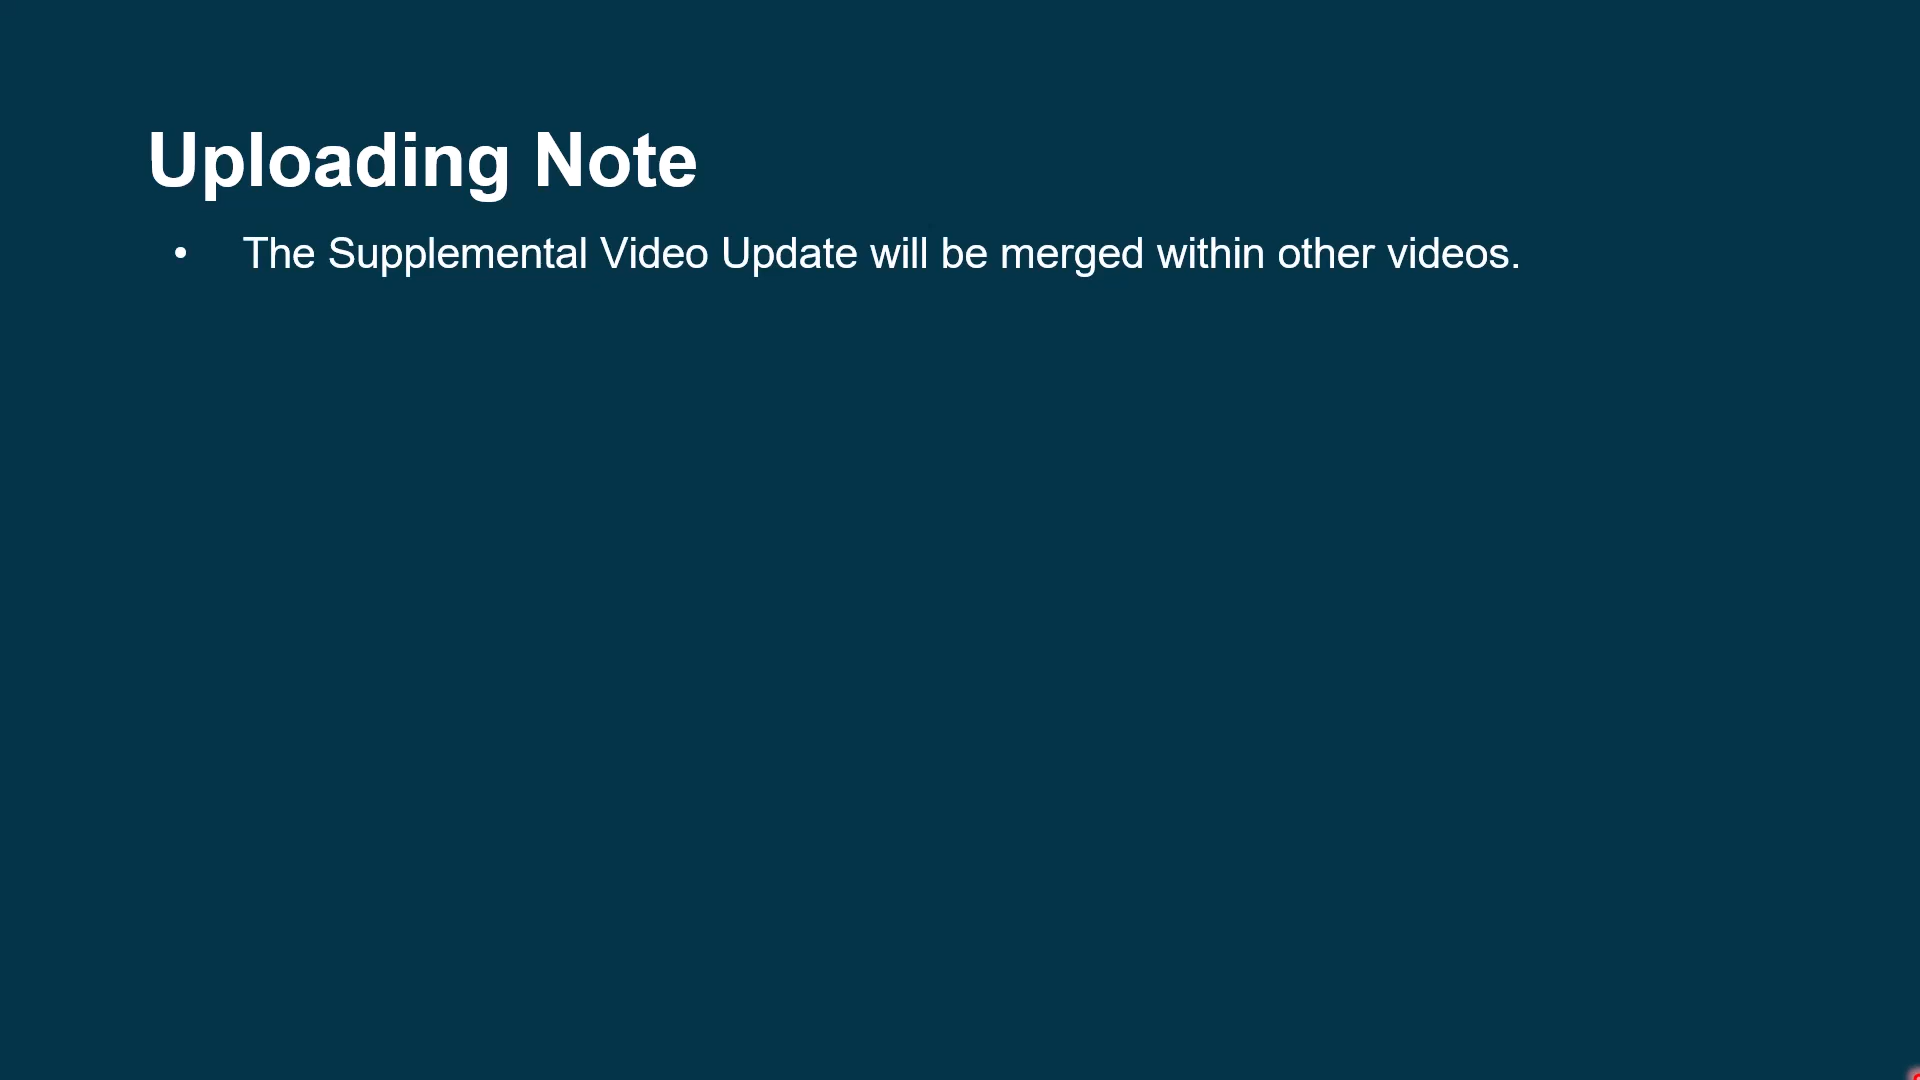 Uploading Note
• The Supplemental Video Update will be merged within other videos.